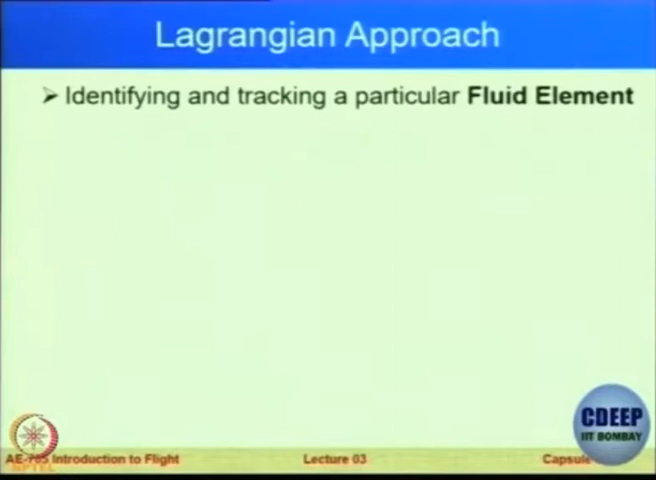 Lagrangian Approach
➢ Identifying and tracking a particular Fluid Element
CDEEP
IIT BOMBAY
AE-705 Introduction to Flight
Lecture 03
Capsule
NPTEL